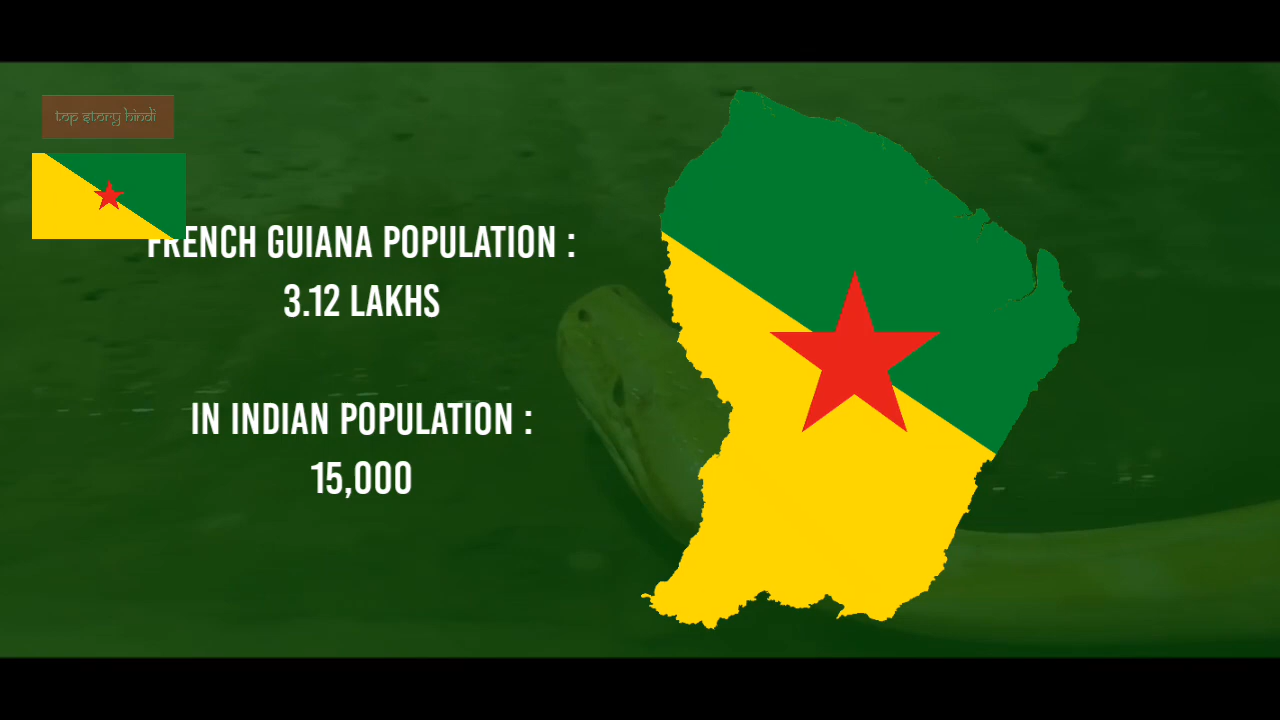 top story hindi
FRENCH GUIANA POPULATION :
3.12 LAKHS
IN INDIAN POPULATION :
15,000